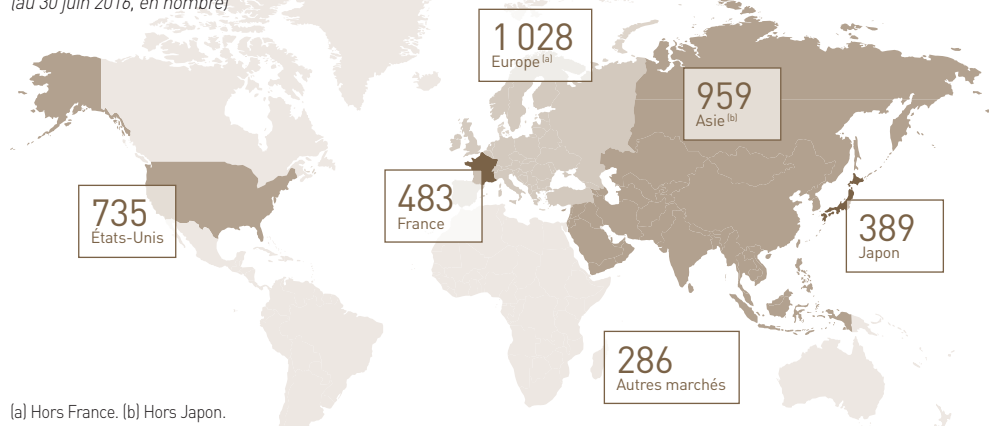 (au 30 juin 2016, en nombre)
1 028
Europe (a)
959
Asie (b)
735
États-Unis
483
France
389
Japon
286
Autres marchés
(a) Hors France. (b) Hors Japon.